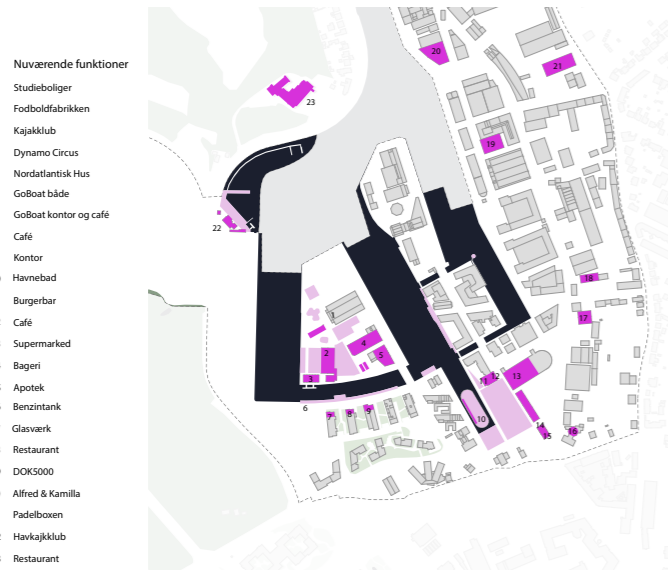 Nuværende funktioner
Studieboliger
Fodboldfabrikken
Kajakklub
Dynamo Circus
Nordatlantisk Hus
GoBoat både
GoBoat kontor og café
Café
Kontor
Havnebad
Burgerbar
Café
Supermarked
Bageri
Apotek
Benzintank
Glasværk
Restaurant
DOK5000
Alfred & Kamilla
Padelboxen
Havkajkklub
Restaurant
20
21
23
19
22
18
1
17
4
2
5
3
12
13
11
6
7
8
9
10
14
15
16